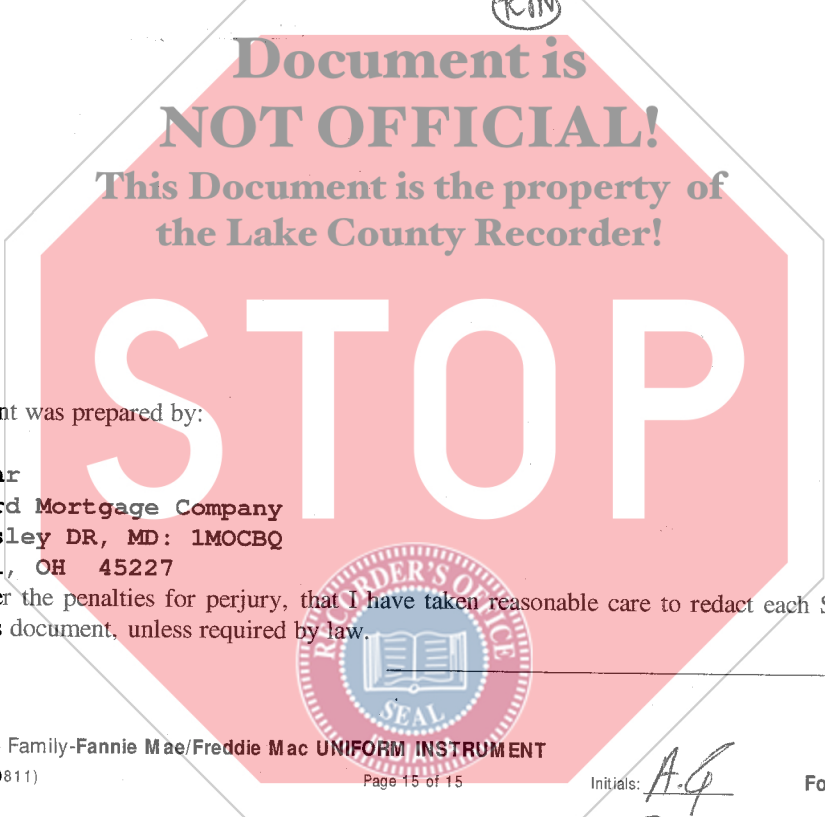 Document is
NOT OFFICIAL!
This Document is the property of
the Lake County Recorder!
STOP
nt was prepared by:
rd Mortgage Company
sley DR, MD: 1MOCBQ
, OH 45227
er the penalties for perjury, that I have taken reasonable care to redact each S
s document, unless required by law.
RECORDER'S OFFICE
SEAL
Family-Fannie Mae/Freddie Mac UNIFORM INSTRUMENT
0811)
Page 15 of 15
Initials: A.G
Fo